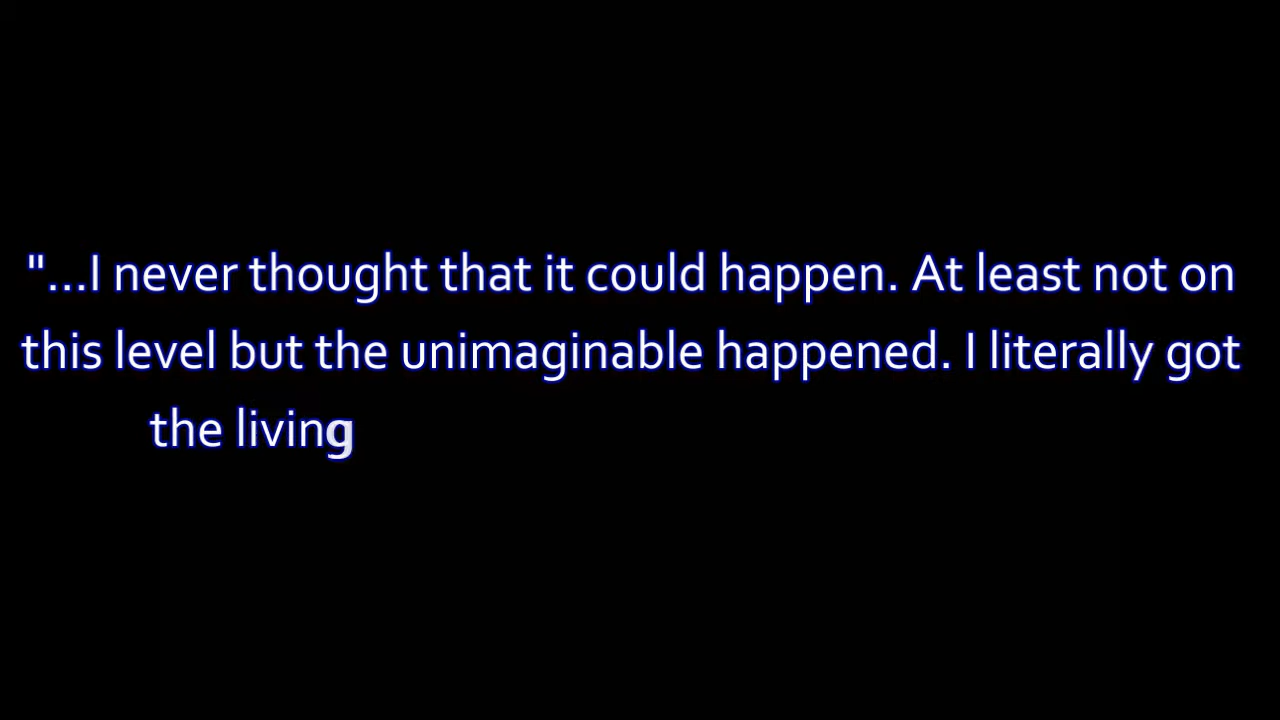 "...I never thought that it could happen. At least not on
this level but the unimaginable happened. I literally got
the living